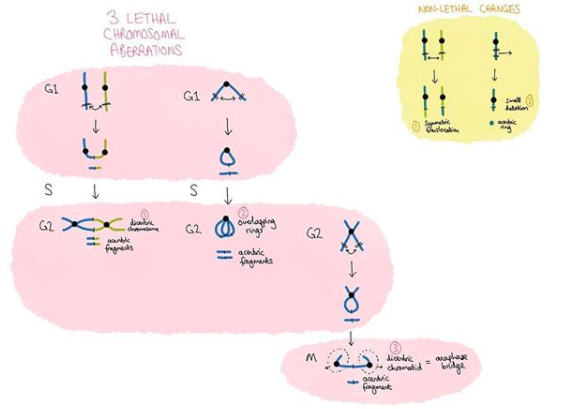 3 LETHAL
CHROMOSOMAL
ABERRATIONS
NON-LETHAL CHANGES
G1
G1
① Symmetric
translocation
Small ②
deletion
acentric
ring
S
S
G2
① dicentric
chromosome
acentric
fragments
G2
② overlapping
rings
acentric
fragments
G2
M
③
dicentric
chromatid = anaphase
bridge
acentric
fragment